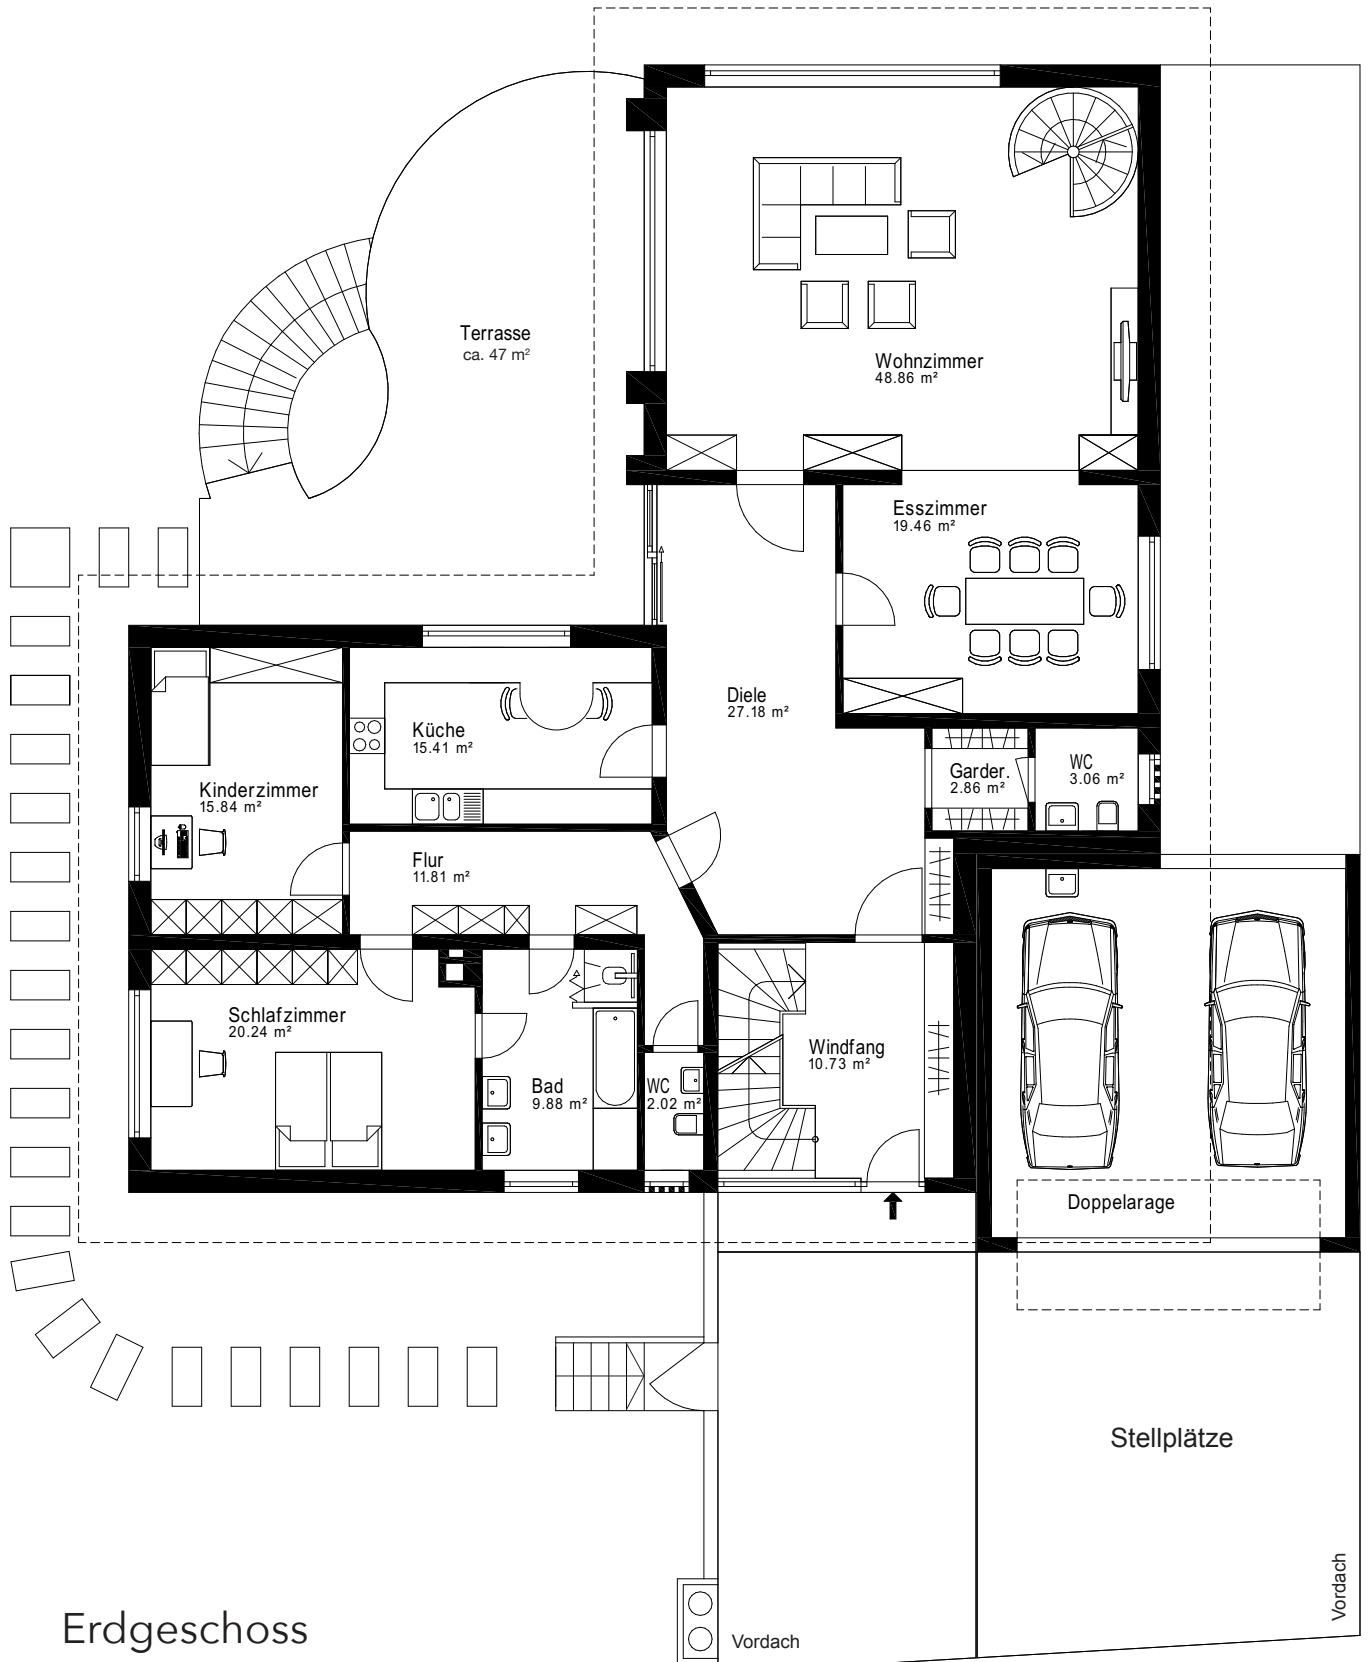 Terrasse
ca. 47 m²
Wohnzimmer
48.86 m²
Esszimmer
19.46 m²
Diele
27.18 m²
Küche
15.41 m²
Garder.
2.86 m²
WC
3.06 m²
Kinderzimmer
15.84 m²
Flur
11.81 m²
Schlafzimmer
20.24 m²
Windfang
10.73 m²
Bad
9.88 m²
WC
2.02 m²
Doppelarage
Stellplätze
Vordach
Erdgeschoss
Vordach